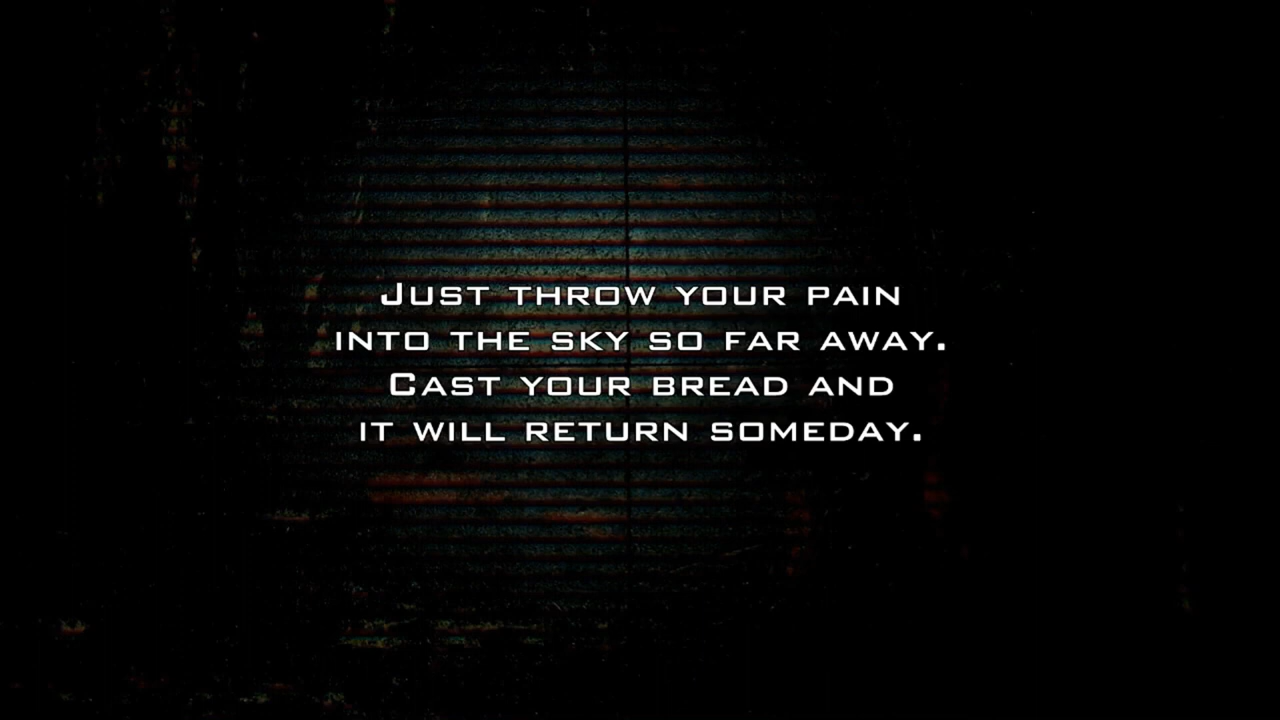 Just throw your pain
into the sky so far away.
Cast your bread and
it will return someday.